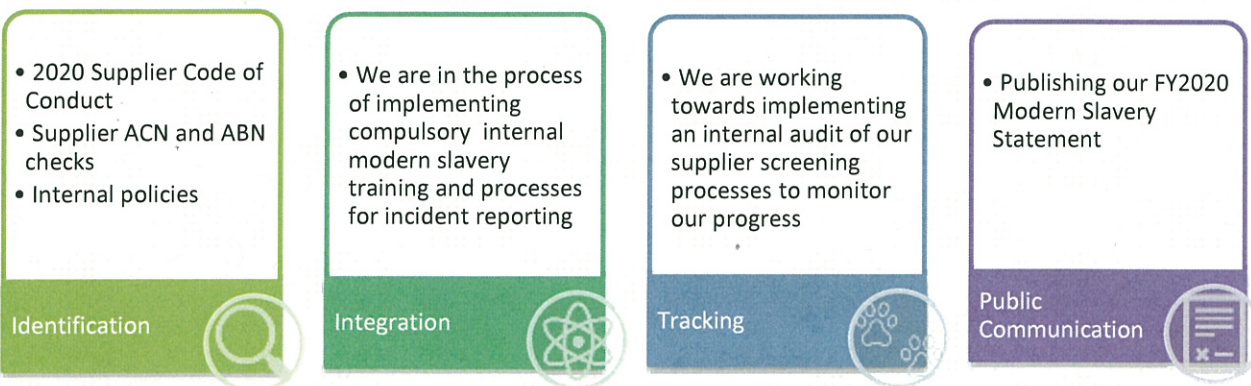 • 2020 Supplier Code of
Conduct
• Supplier ACN and ABN
checks
• Internal policies
Identification
• We are in the process
of implementing
compulsory internal
modern slavery
training and processes
for incident reporting
Integration
• We are working
towards implementing
an internal audit of our
supplier screening
processes to monitor
our progress
Tracking
• Publishing our FY2020
Modern Slavery
Statement
Public
Communication